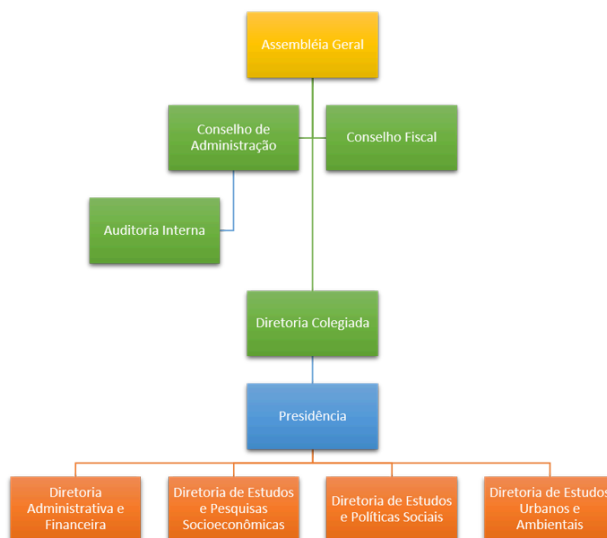 Assembléia Geral
Conselho de
Administração
Conselho Fiscal
Auditoria Interna
Diretoria Colegiada
Presidência
Diretoria
Administrativa e
Financeira
Diretoria de Estudos
e Pesquisas
Socioeconômicas
Diretoria de Estudos
e Políticas Sociais
Diretoria de Estudos
Urbanos e
Ambientais